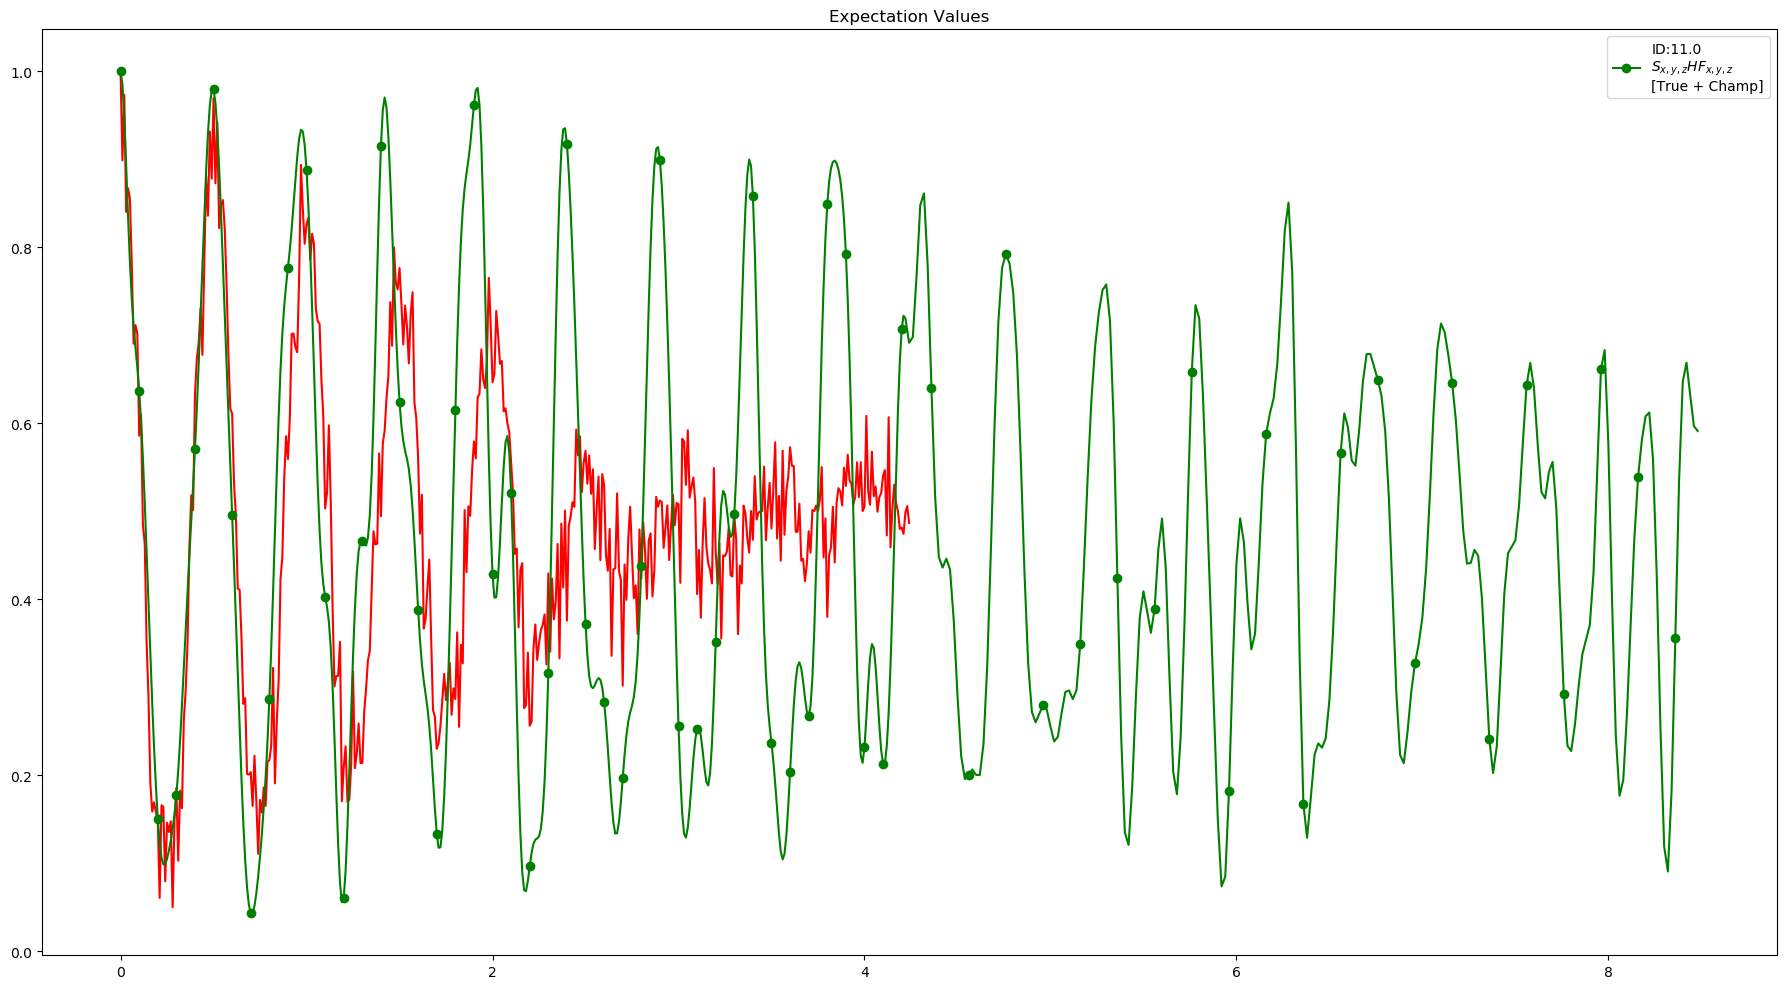 Expectation Values
ID:11.0
S_{x,y,z}HF_{x,y,z}
[True + Champ]
1.0
0.8
0.6
0.4
0.2
0.0
0 2 4 6 8